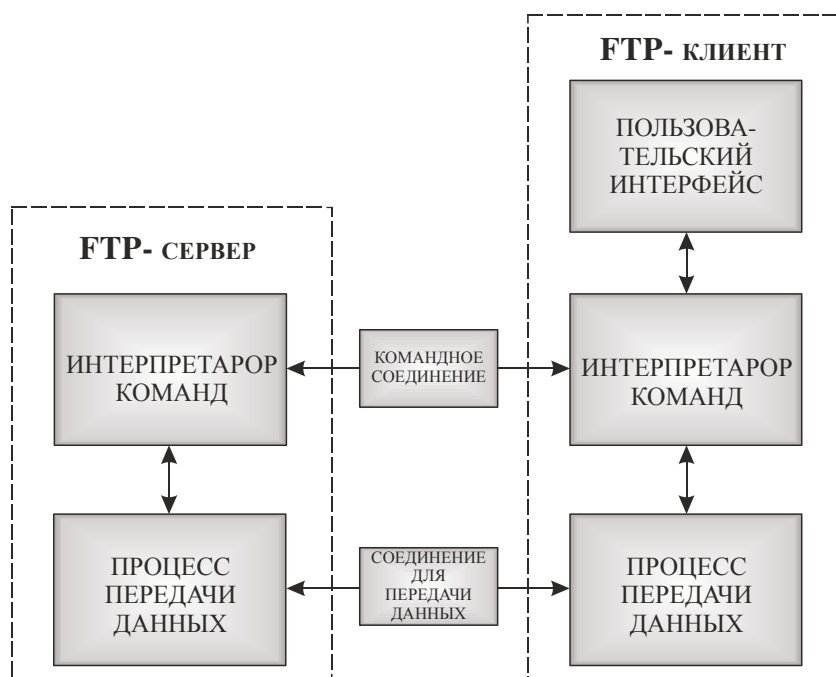 FTP- КЛИЕНТ
ПОЛЬЗОВА-
ТЕЛЬСКИЙ
ИНТЕРФЕЙС
FTP- СЕРВЕР
ИНТЕРПРЕТАРОР
КОМАНД
КОМАНДНОЕ
СОЕДИНЕНИЕ
ИНТЕРПРЕТАРОР
КОМАНД
ПРОЦЕСС
ПЕРЕДАЧИ
ДАННЫХ
СОЕДИНЕНИЕ
ДЛЯ
ПЕРЕДАЧИ
ДАННЫХ
ПРОЦЕСС
ПЕРЕДАЧИ
ДАННЫХ